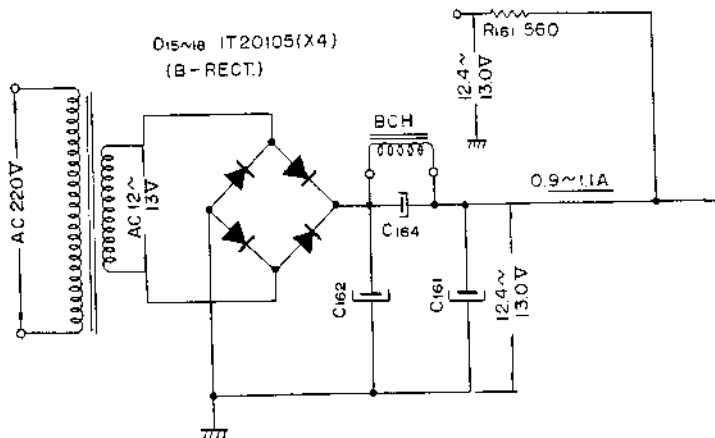 D15~18 1T20105(X4)
(B-RECT.)
R161 560
12.4~
13.0V
BCH
AC 220V
AC 12~
13V
0.9~1.1A
C164
C162
C161
12.4~
13.0V